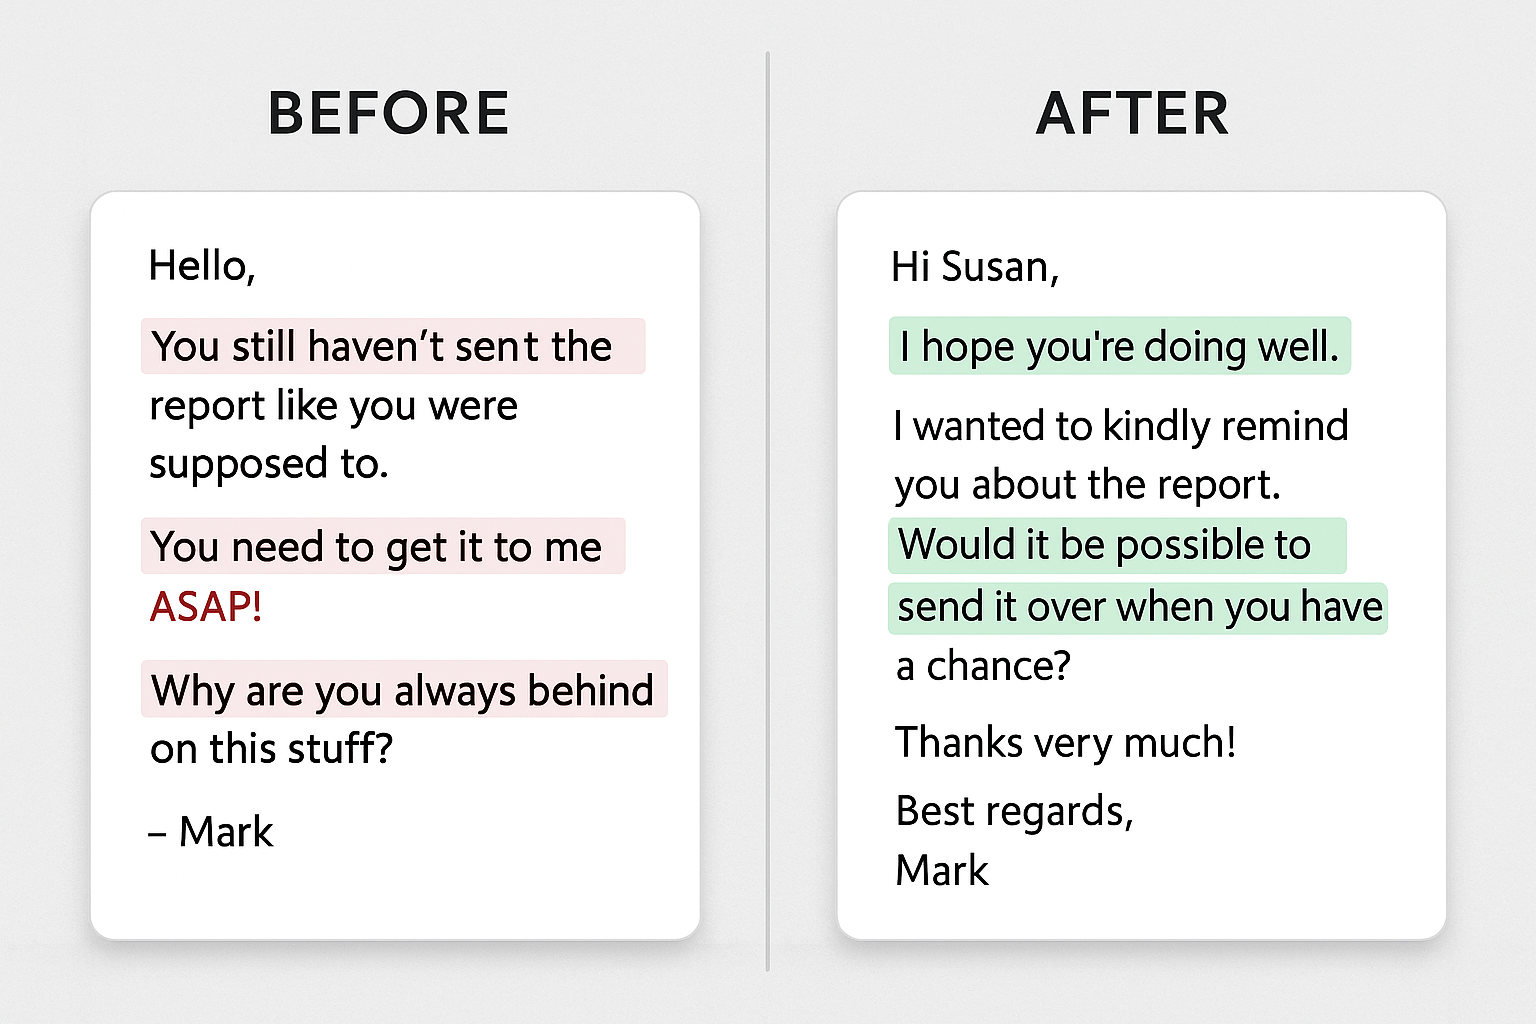 BEFORE
Hello,
You still haven’t sent the
report like you were
supposed to.
You need to get it to me
ASAP!
Why are you always behind
on this stuff?
– Mark
AFTER
Hi Susan,
I hope you're doing well.
I wanted to kindly remind
you about the report.
Would it be possible to
send it over when you have
a chance?
Thanks very much!
Best regards,
Mark